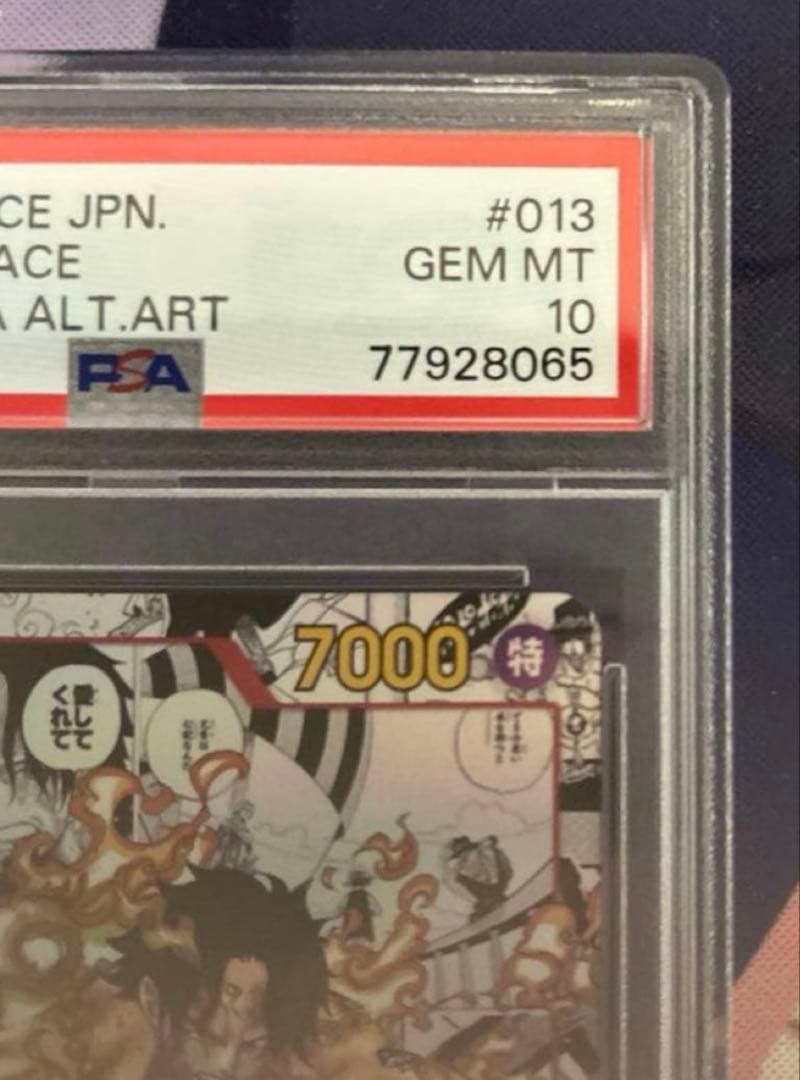 CE JPN. #013
ACE GEM MT
A ALT.ART 10
PSA 77928065
7000 特
愛して
くれて